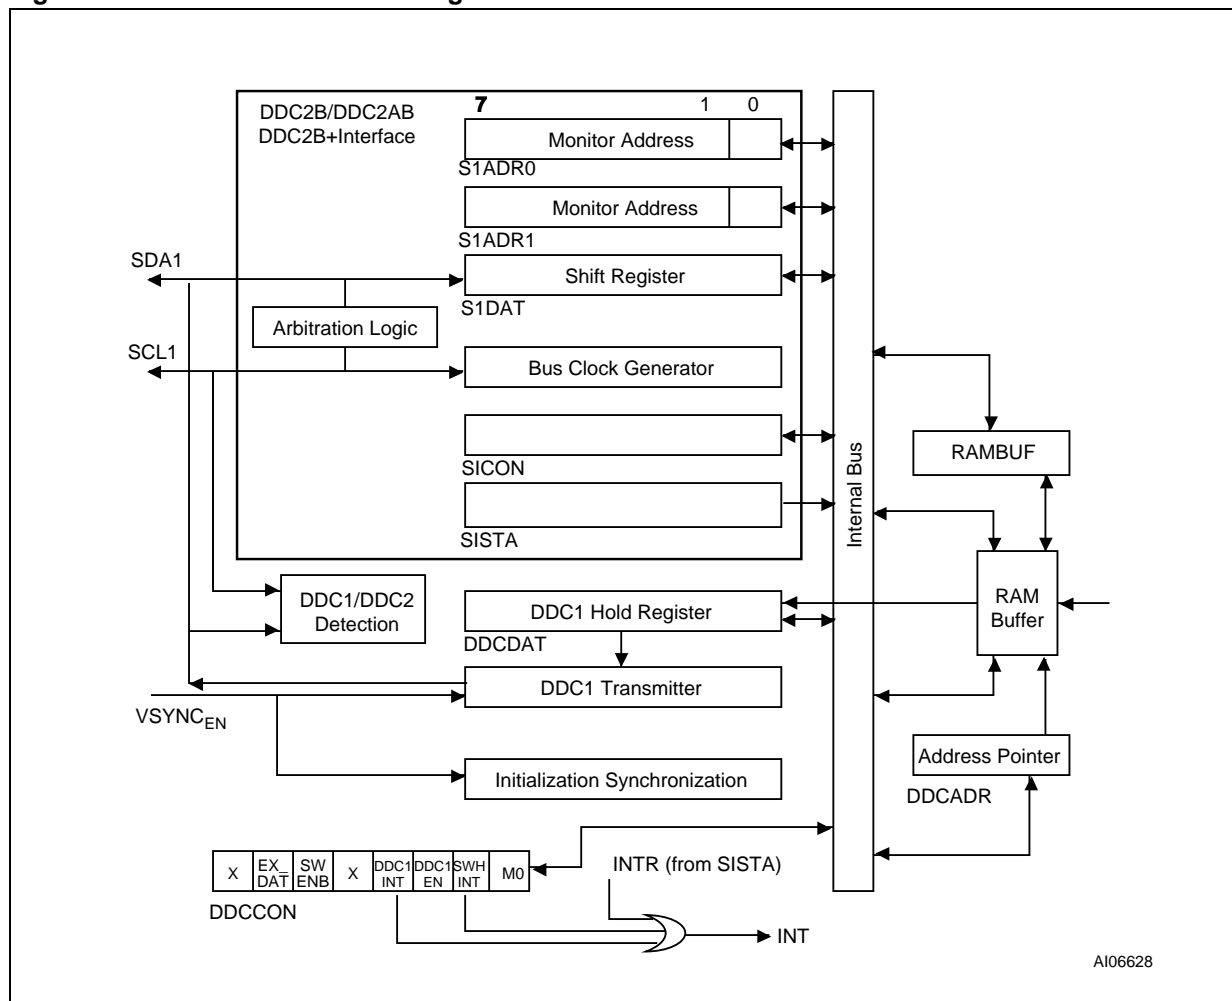 DDC2B/DDC2AB
DDC2B+Interface
7 1 0
Monitor Address
S1ADR0
Monitor Address
S1ADR1
SDA1
Shift Register
S1DAT
Arbitration Logic
SCL1
Bus Clock Generator
SICON
SISTA
Internal Bus
RAMBUF
RAM
Buffer
DDC1/DDC2
Detection
DDC1 Hold Register
DDCDAT
DDC1 Transmitter
VSYNCEN
Initialization Synchronization
Address Pointer
DDCADR
X EX_ DAT SW ENB X DDC1 INT DDC1 EN SWH INT M0
DDCCON
INTR (from SISTA)
INT
AI06628